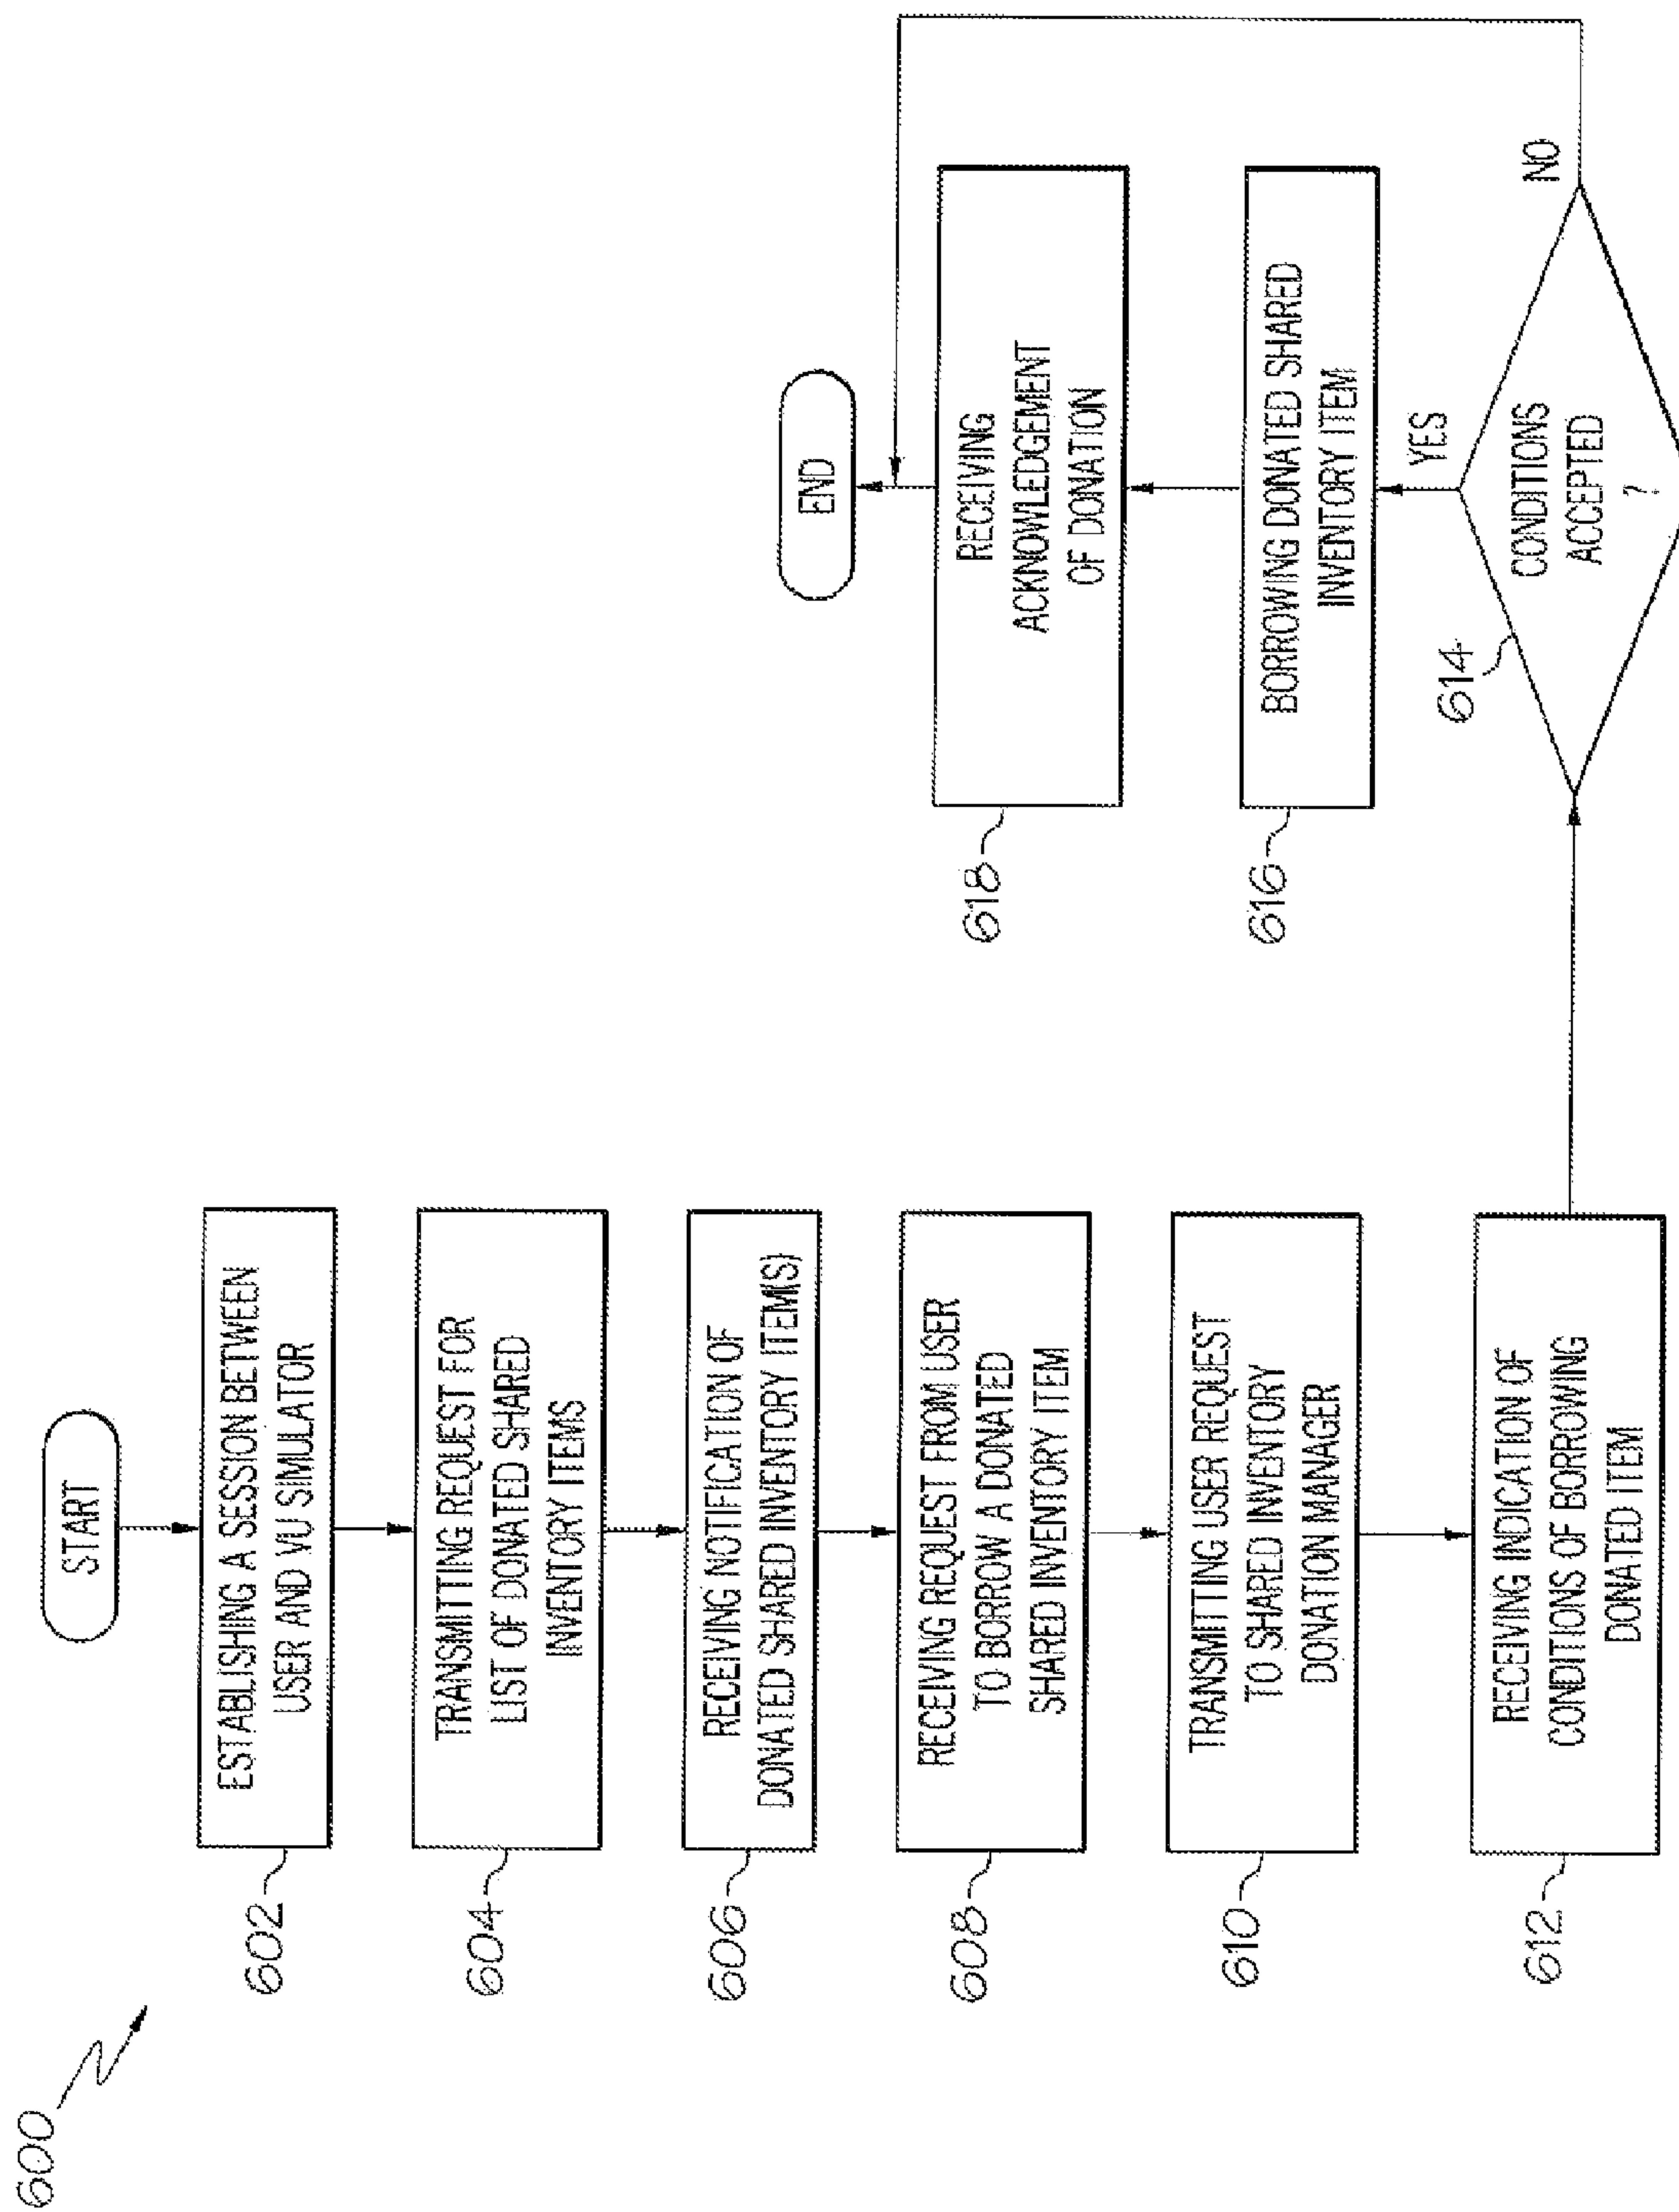 600
START
602
ESTABLISHING A SESSION BETWEEN
USER AND VU SIMULATOR
604
TRANSMITTING REQUEST FOR
LIST OF DONATED SHARED
INVENTORY ITEMS
606
RECEIVING NOTIFICATION OF
DONATED SHARED INVENTORY ITEM(S)
608
RECEIVING REQUEST FROM USER
TO BORROW A DONATED
SHARED INVENTORY ITEM
610
TRANSMITTING USER REQUEST
TO SHARED INVENTORY
DONATION MANAGER
612
RECEIVING INDICATION OF
CONDITIONS OF BORROWING
DONATED ITEM
614
CONDITIONS
ACCEPTED
?
YES
NO
616
BORROWING DONATED SHARED
INVENTORY ITEM
618
RECEIVING
ACKNOWLEDGEMENT
OF DONATION
END